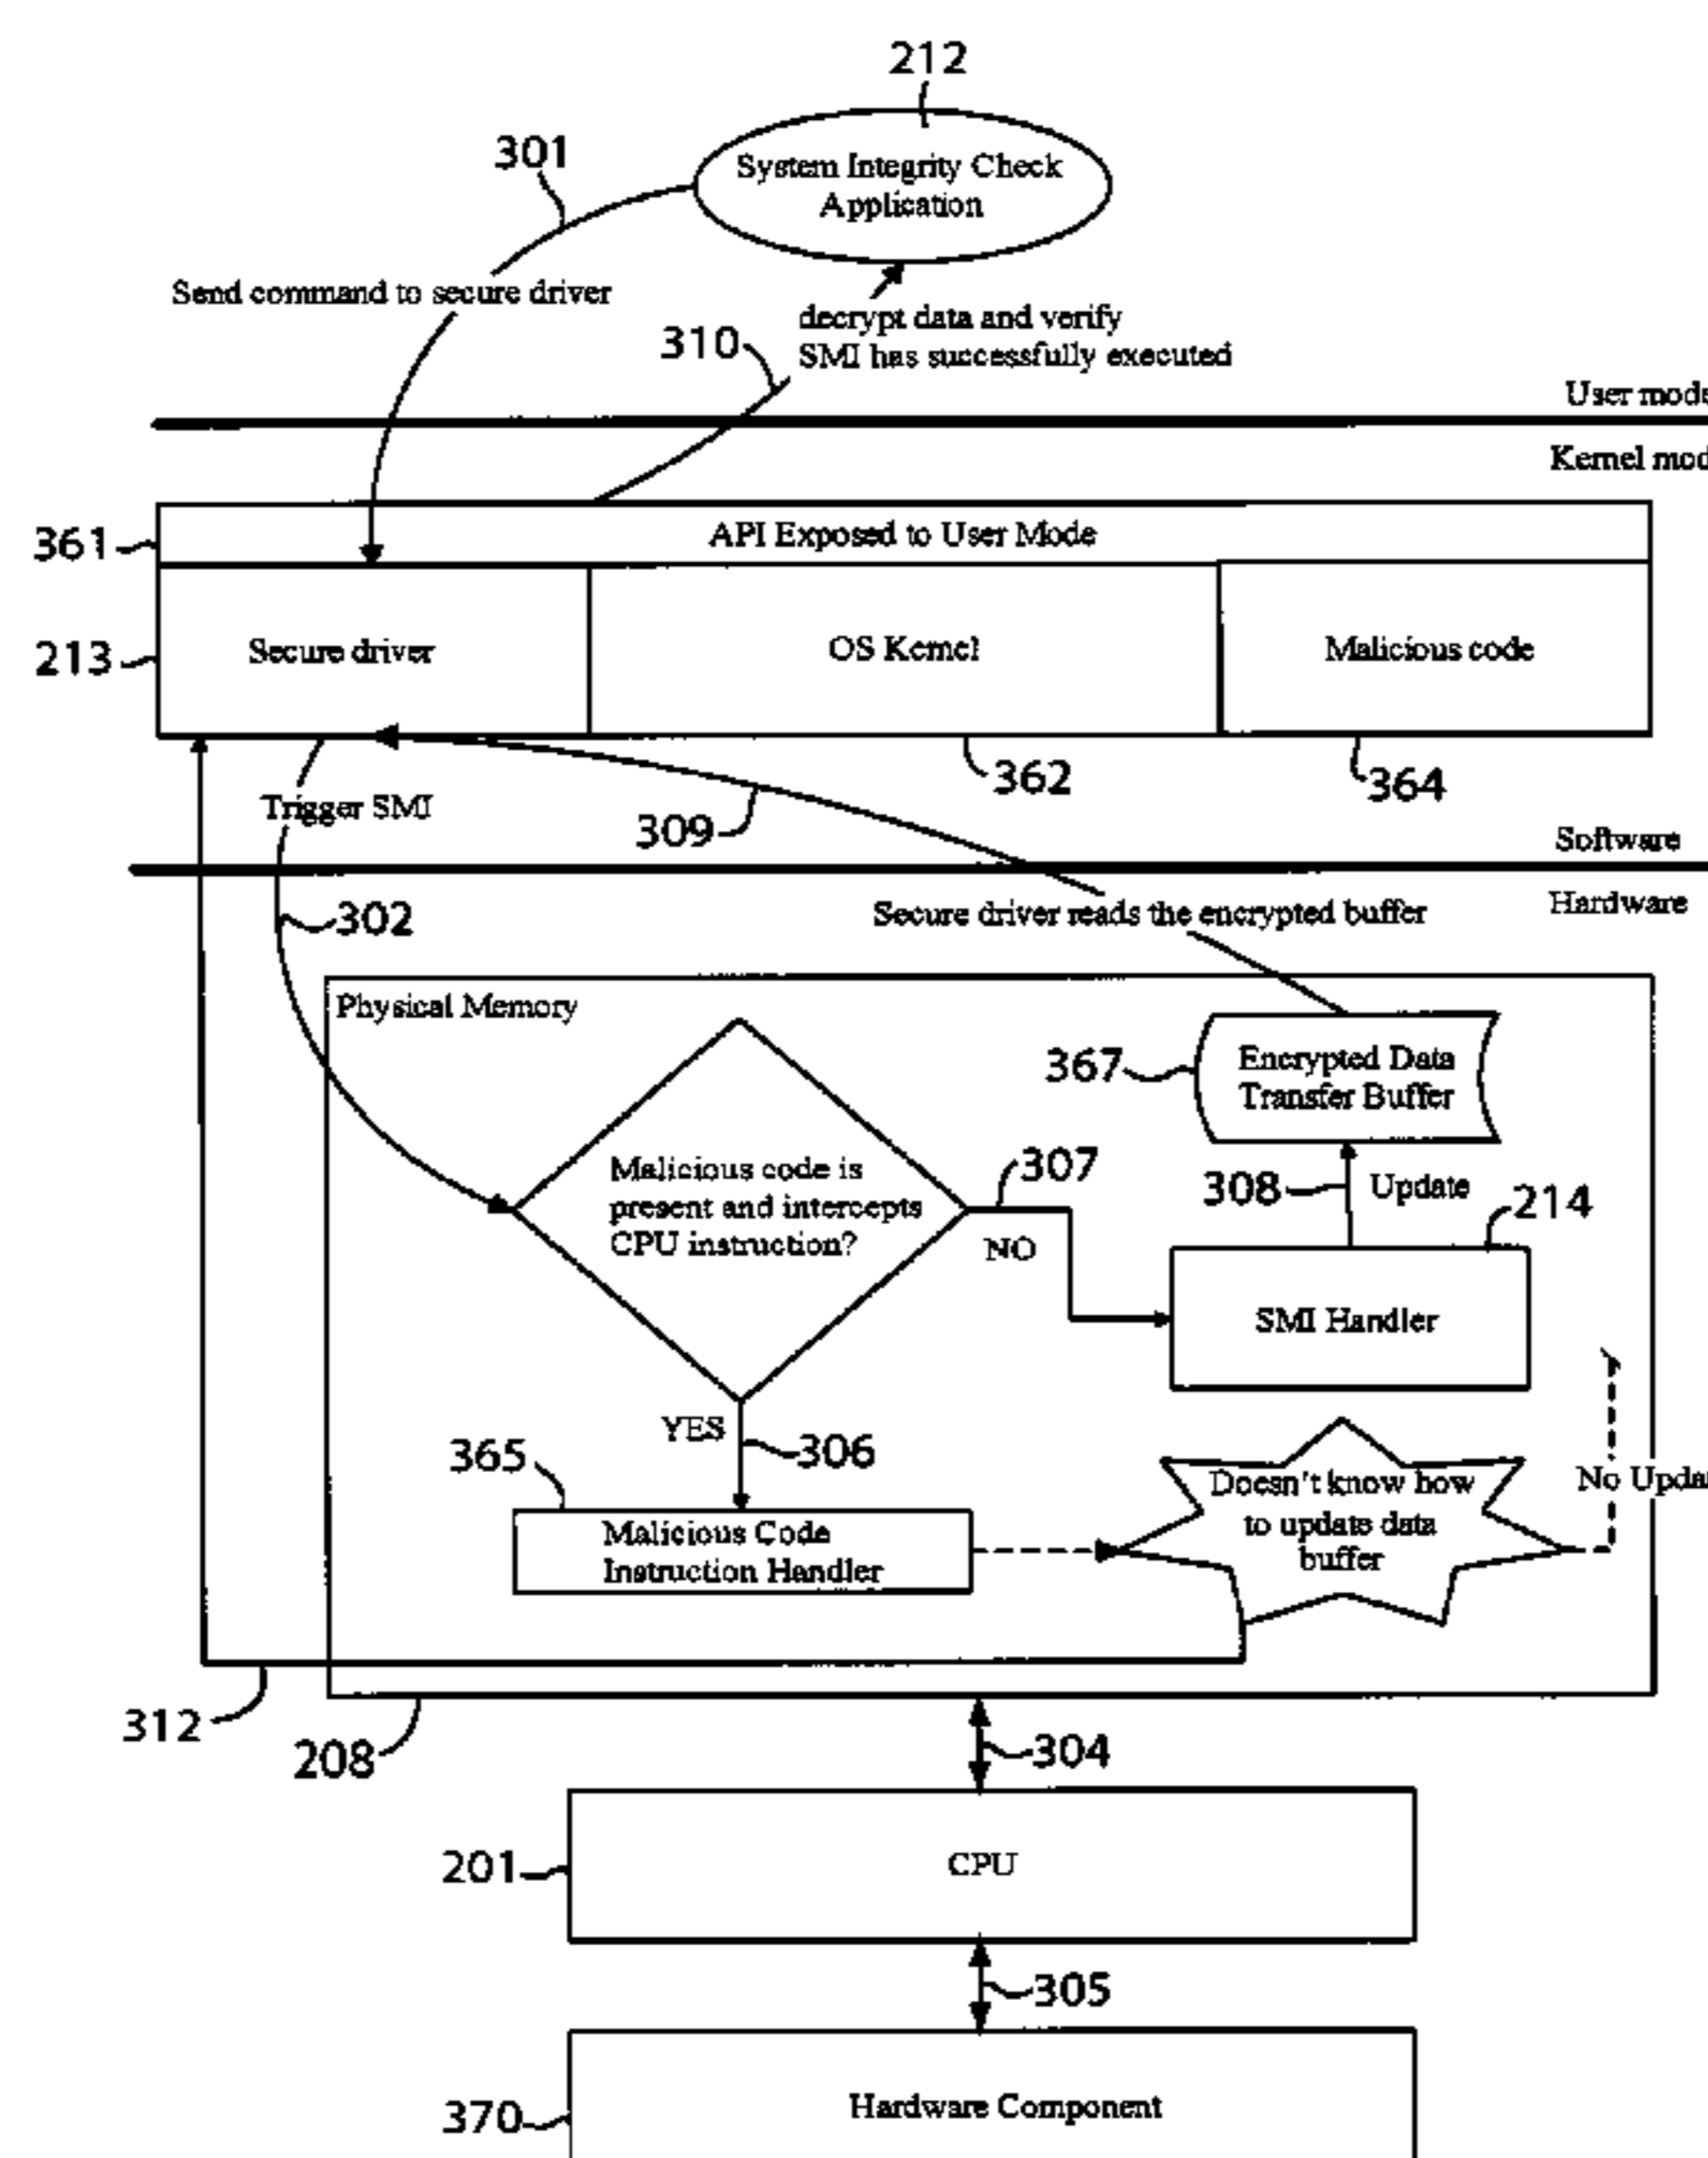 212
301
System Integrity Check
Application
Send command to secure driver
310
decrypt data and verify
SMI has successfully executed
User mode
Kernel mod
361
API Exposed to User Mode
213
Secure driver
OS Kernel
Malicious code
362
364
Trigger SMI
309
Software
302
Secure driver reads the encrypted buffer
Hardware
Physical Memory
367
Encrypted Data
Transfer Buffer
Malicious code is
present and intercepts
CPU instruction?
307
NO
308
Update
214
SMI Handler
YES
306
365
Malicious Code
Instruction Handler
Doesn't know how
to update data
buffer
No Updat
312
208
304
201
CPU
305
370
Hardware Component